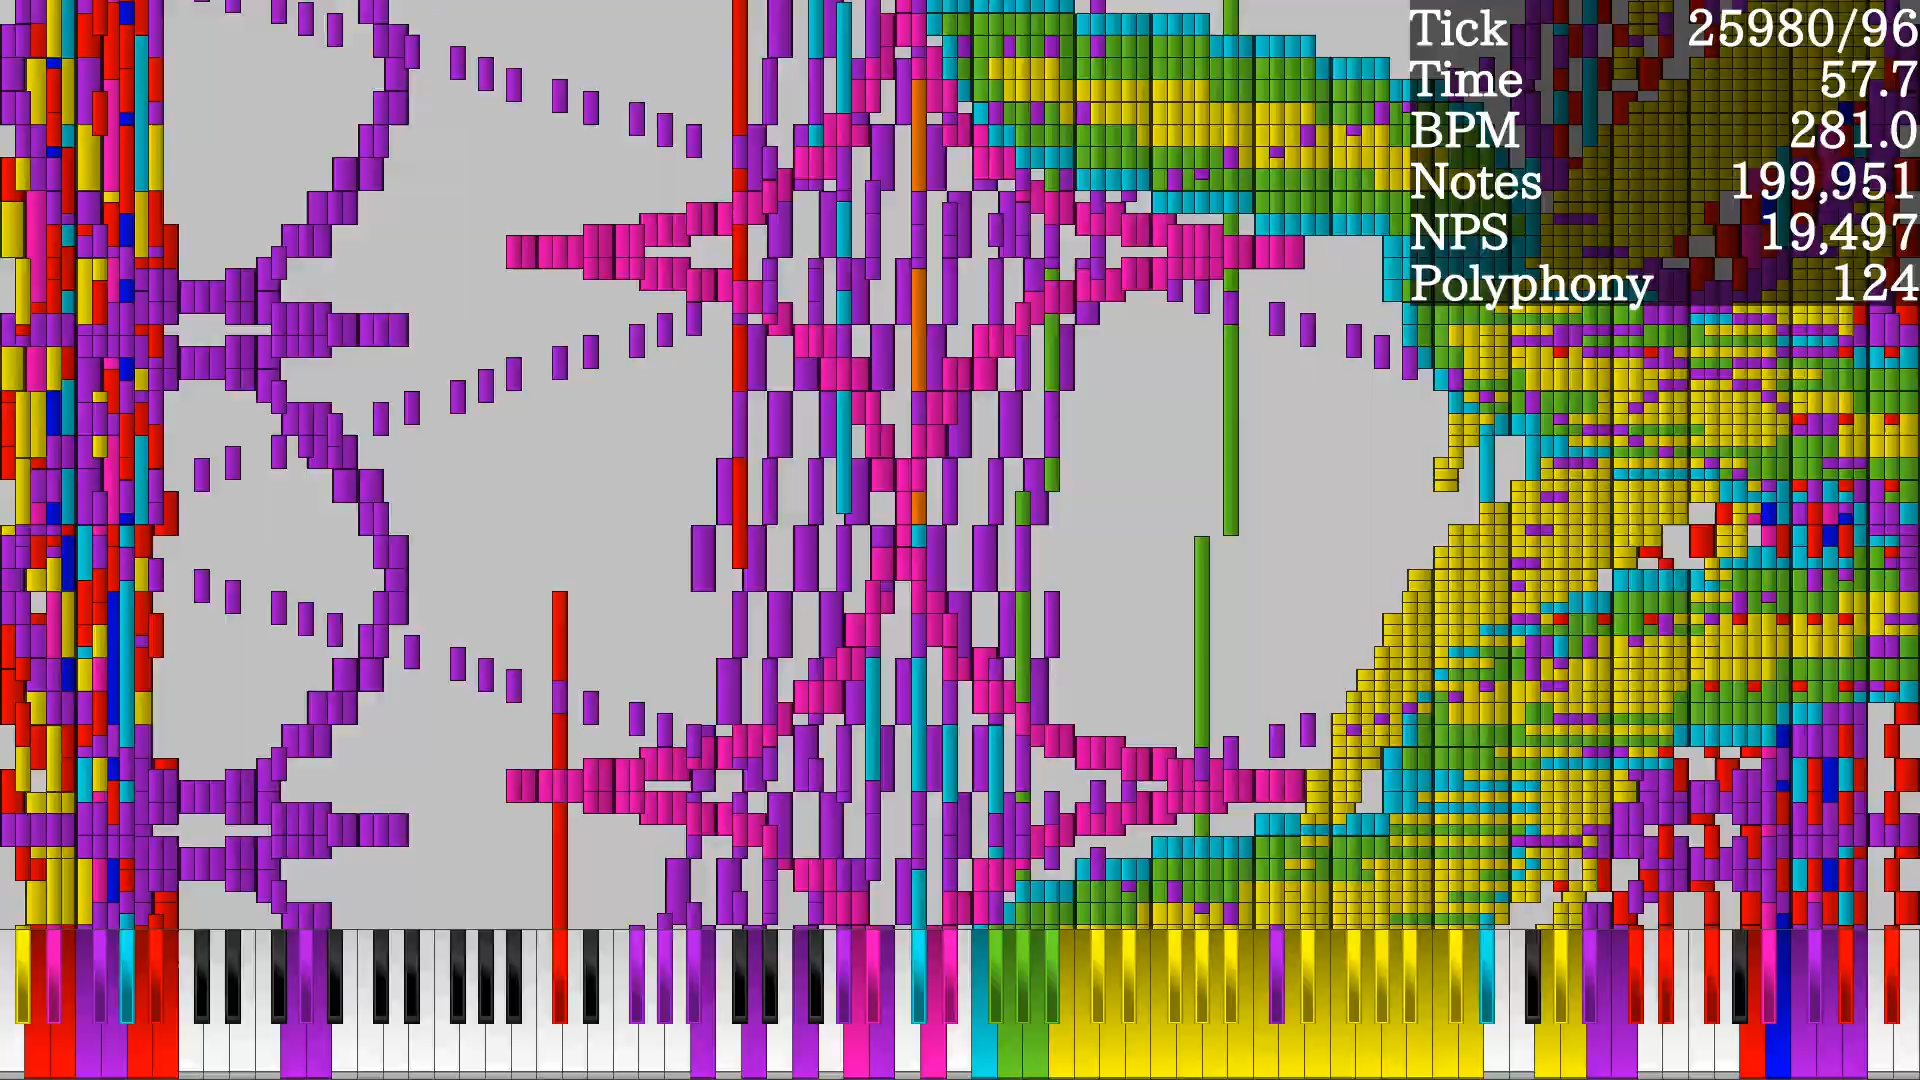 Tick 25980/96
Time 57.7
BPM 281.0
Notes 199,951
NPS 19,497
Polyphony 124